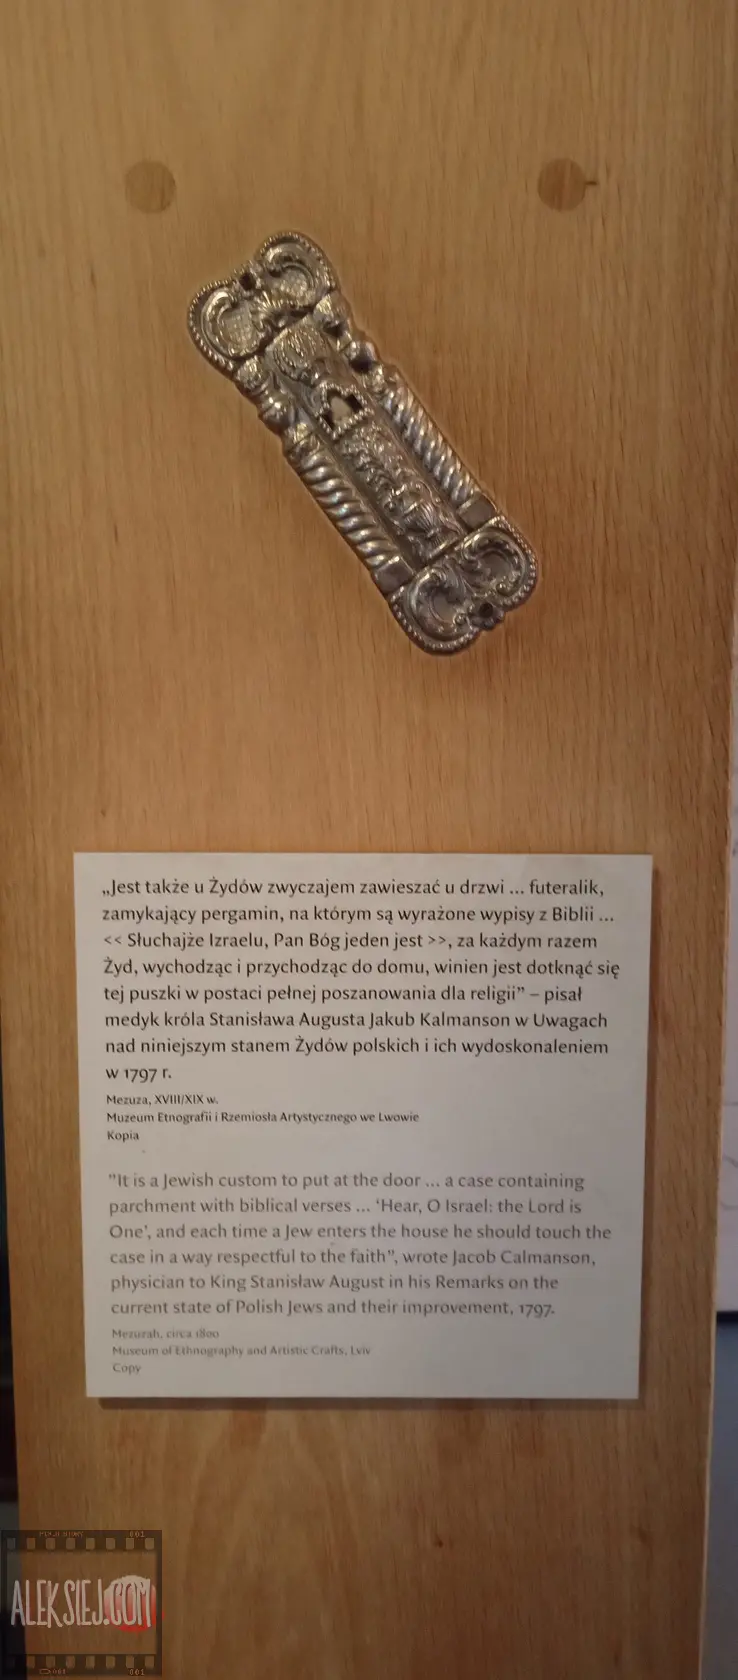 „Jest także u Żydów zwyczajem zawieszać u drzwi ... futeralik,
zamykający pergamin, na którym są wyrażone wypisy z Biblii ...
<< Słuchajże Izraelu, Pan Bóg jeden jest >>, za każdym razem
Żyd, wychodząc i przychodząc do domu, winien jest dotknąć się
tej puszki w postaci pełnej poszanowania dla religii” – pisał
medyk króla Stanisława Augusta Jakub Kalmanson w Uwagach
nad niniejszym stanem Żydów polskich i ich wydoskonaleniem
w 1797 r.
Mezuza, XVIII/XIX w.
Muzeum Etnografii i Rzemiosła Artystycznego we Lwowie
Kopia
”It is a Jewish custom to put at the door ... a case containing
parchment with biblical verses ... ‘Hear, O Israel: the Lord is
One’, and each time a Jew enters the house he should touch the
case in a way respectful to the faith”, wrote Jacob Calmanson,
physician to King Stanisław August in his Remarks on the
current state of Polish Jews and their improvement, 1797.
Mezuzah, circa 1800
Museum of Ethnography and Artistic Crafts, Lviv
Copy
001
ALEKSIEJ.COM
001